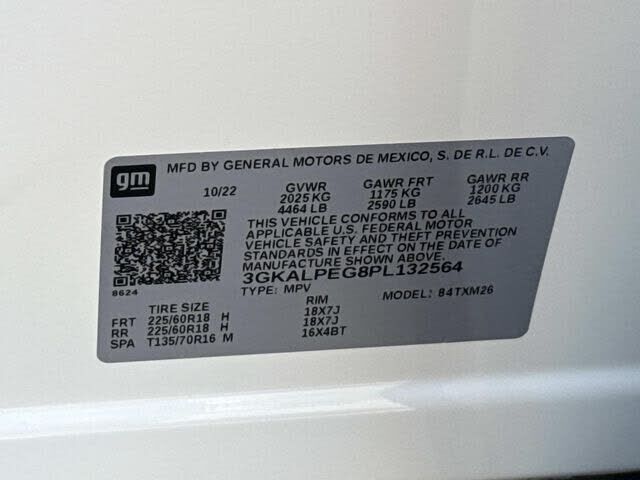 gm
MFD BY GENERAL MOTORS DE MEXICO, S. DE R.L. DE C.V.
10/22 GVWR GAWR FRT GAWR RR
2025 KG 1175 KG 1200 KG
4464 LB 2590 LB 2645 LB
THIS VEHICLE CONFORMS TO ALL
APPLICABLE U.S. FEDERAL MOTOR
VEHICLE SAFETY AND THEFT PREVENTION
STANDARDS IN EFFECT ON THE DATE OF
MANUFACTURE SHOWN ABOVE.
3GKALPEG8PL132564
8624
TYPE: MPV MODEL: 84TXM26
TIRE SIZE RIM
FRT 225/60R18 H 18X7J
RR 225/60R18 H 18X7J
SPA T135/70R16 M 16X4BT